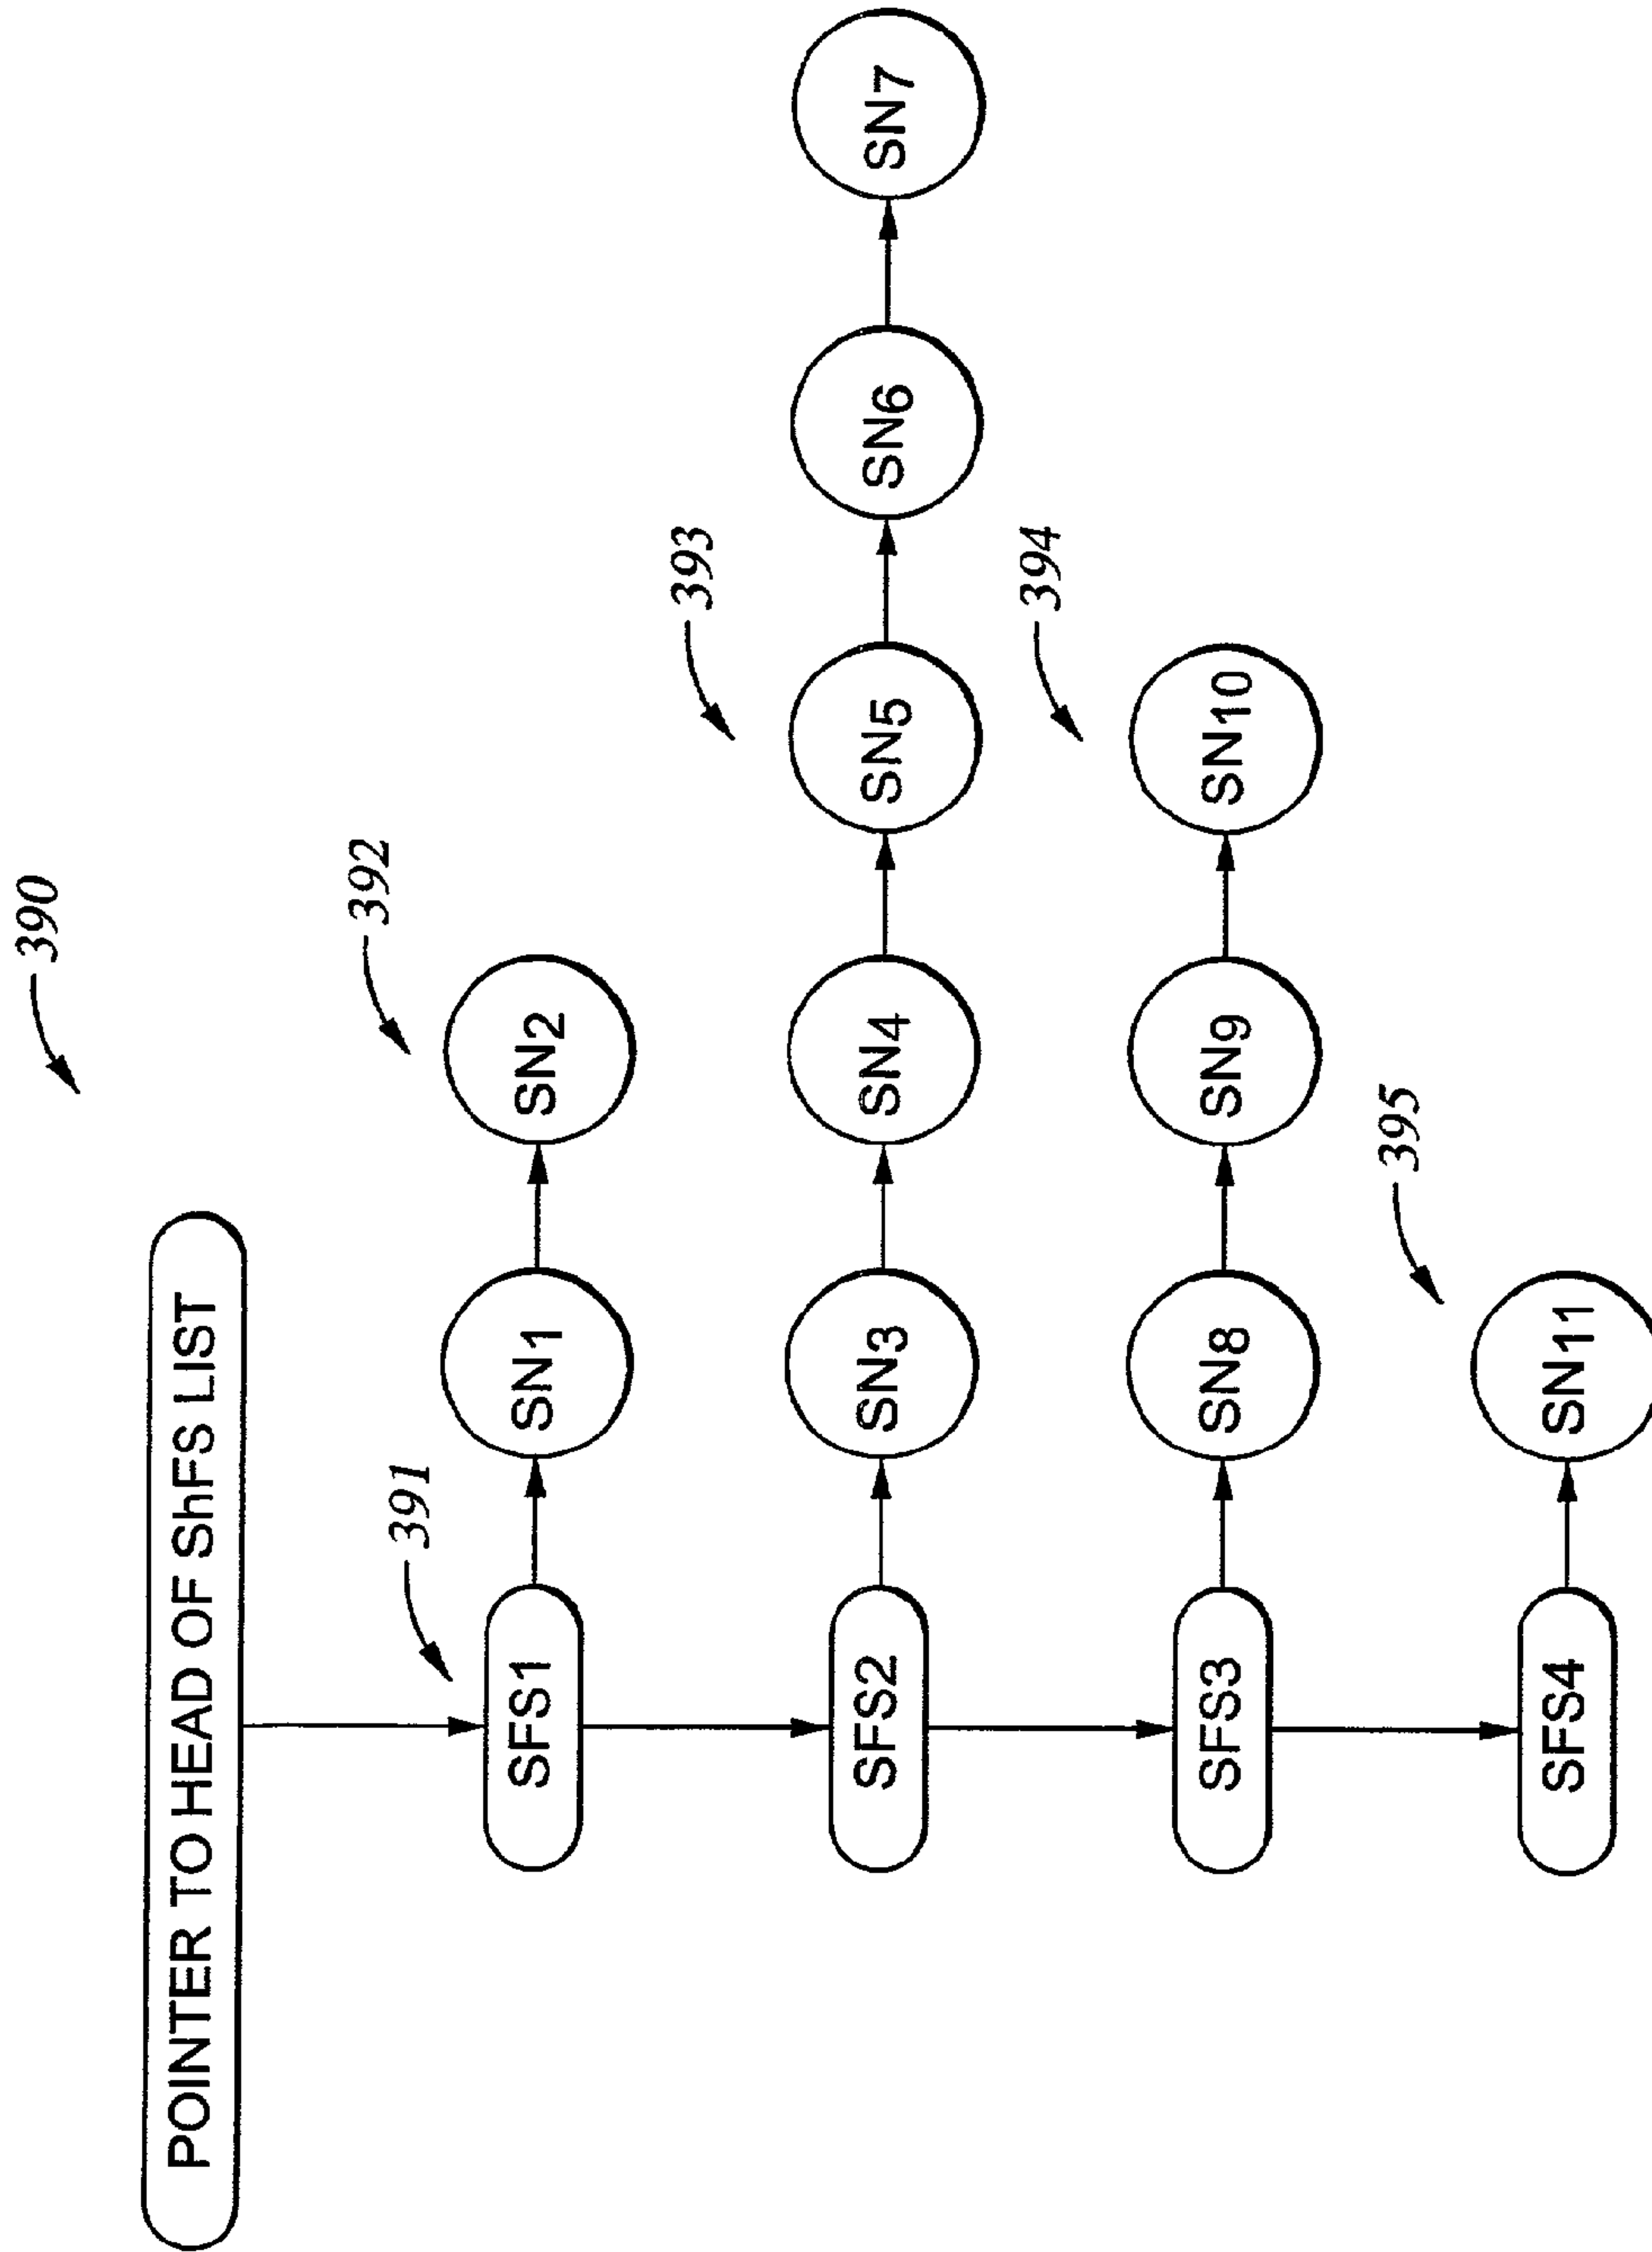 390
POINTER TO HEAD OF ShFS LIST
391
392
SFS1
SN1
SN2
393
SFS2
SN3
SN4
SN5
SN6
SN7
394
SFS3
SN8
SN9
SN10
395
SFS4
SN11